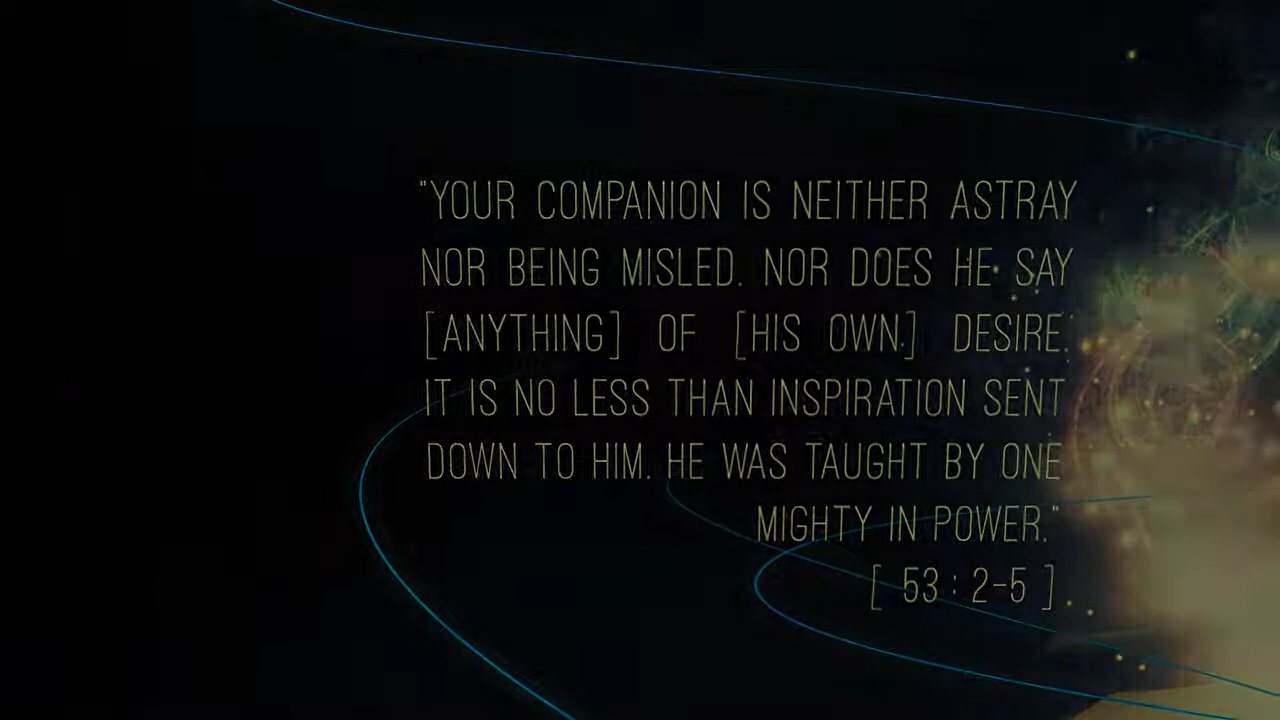 "YOUR COMPANION IS NEITHER ASTRAY
NOR BEING MISLED. NOR DOES HE SAY
[ANYTHING] OF [HIS OWN.] DESIRE.
IT IS NO LESS THAN INSPIRATION SENT
DOWN TO HIM. HE WAS TAUGHT BY ONE
MIGHTY IN POWER."
[ 53 : 2-5 ]